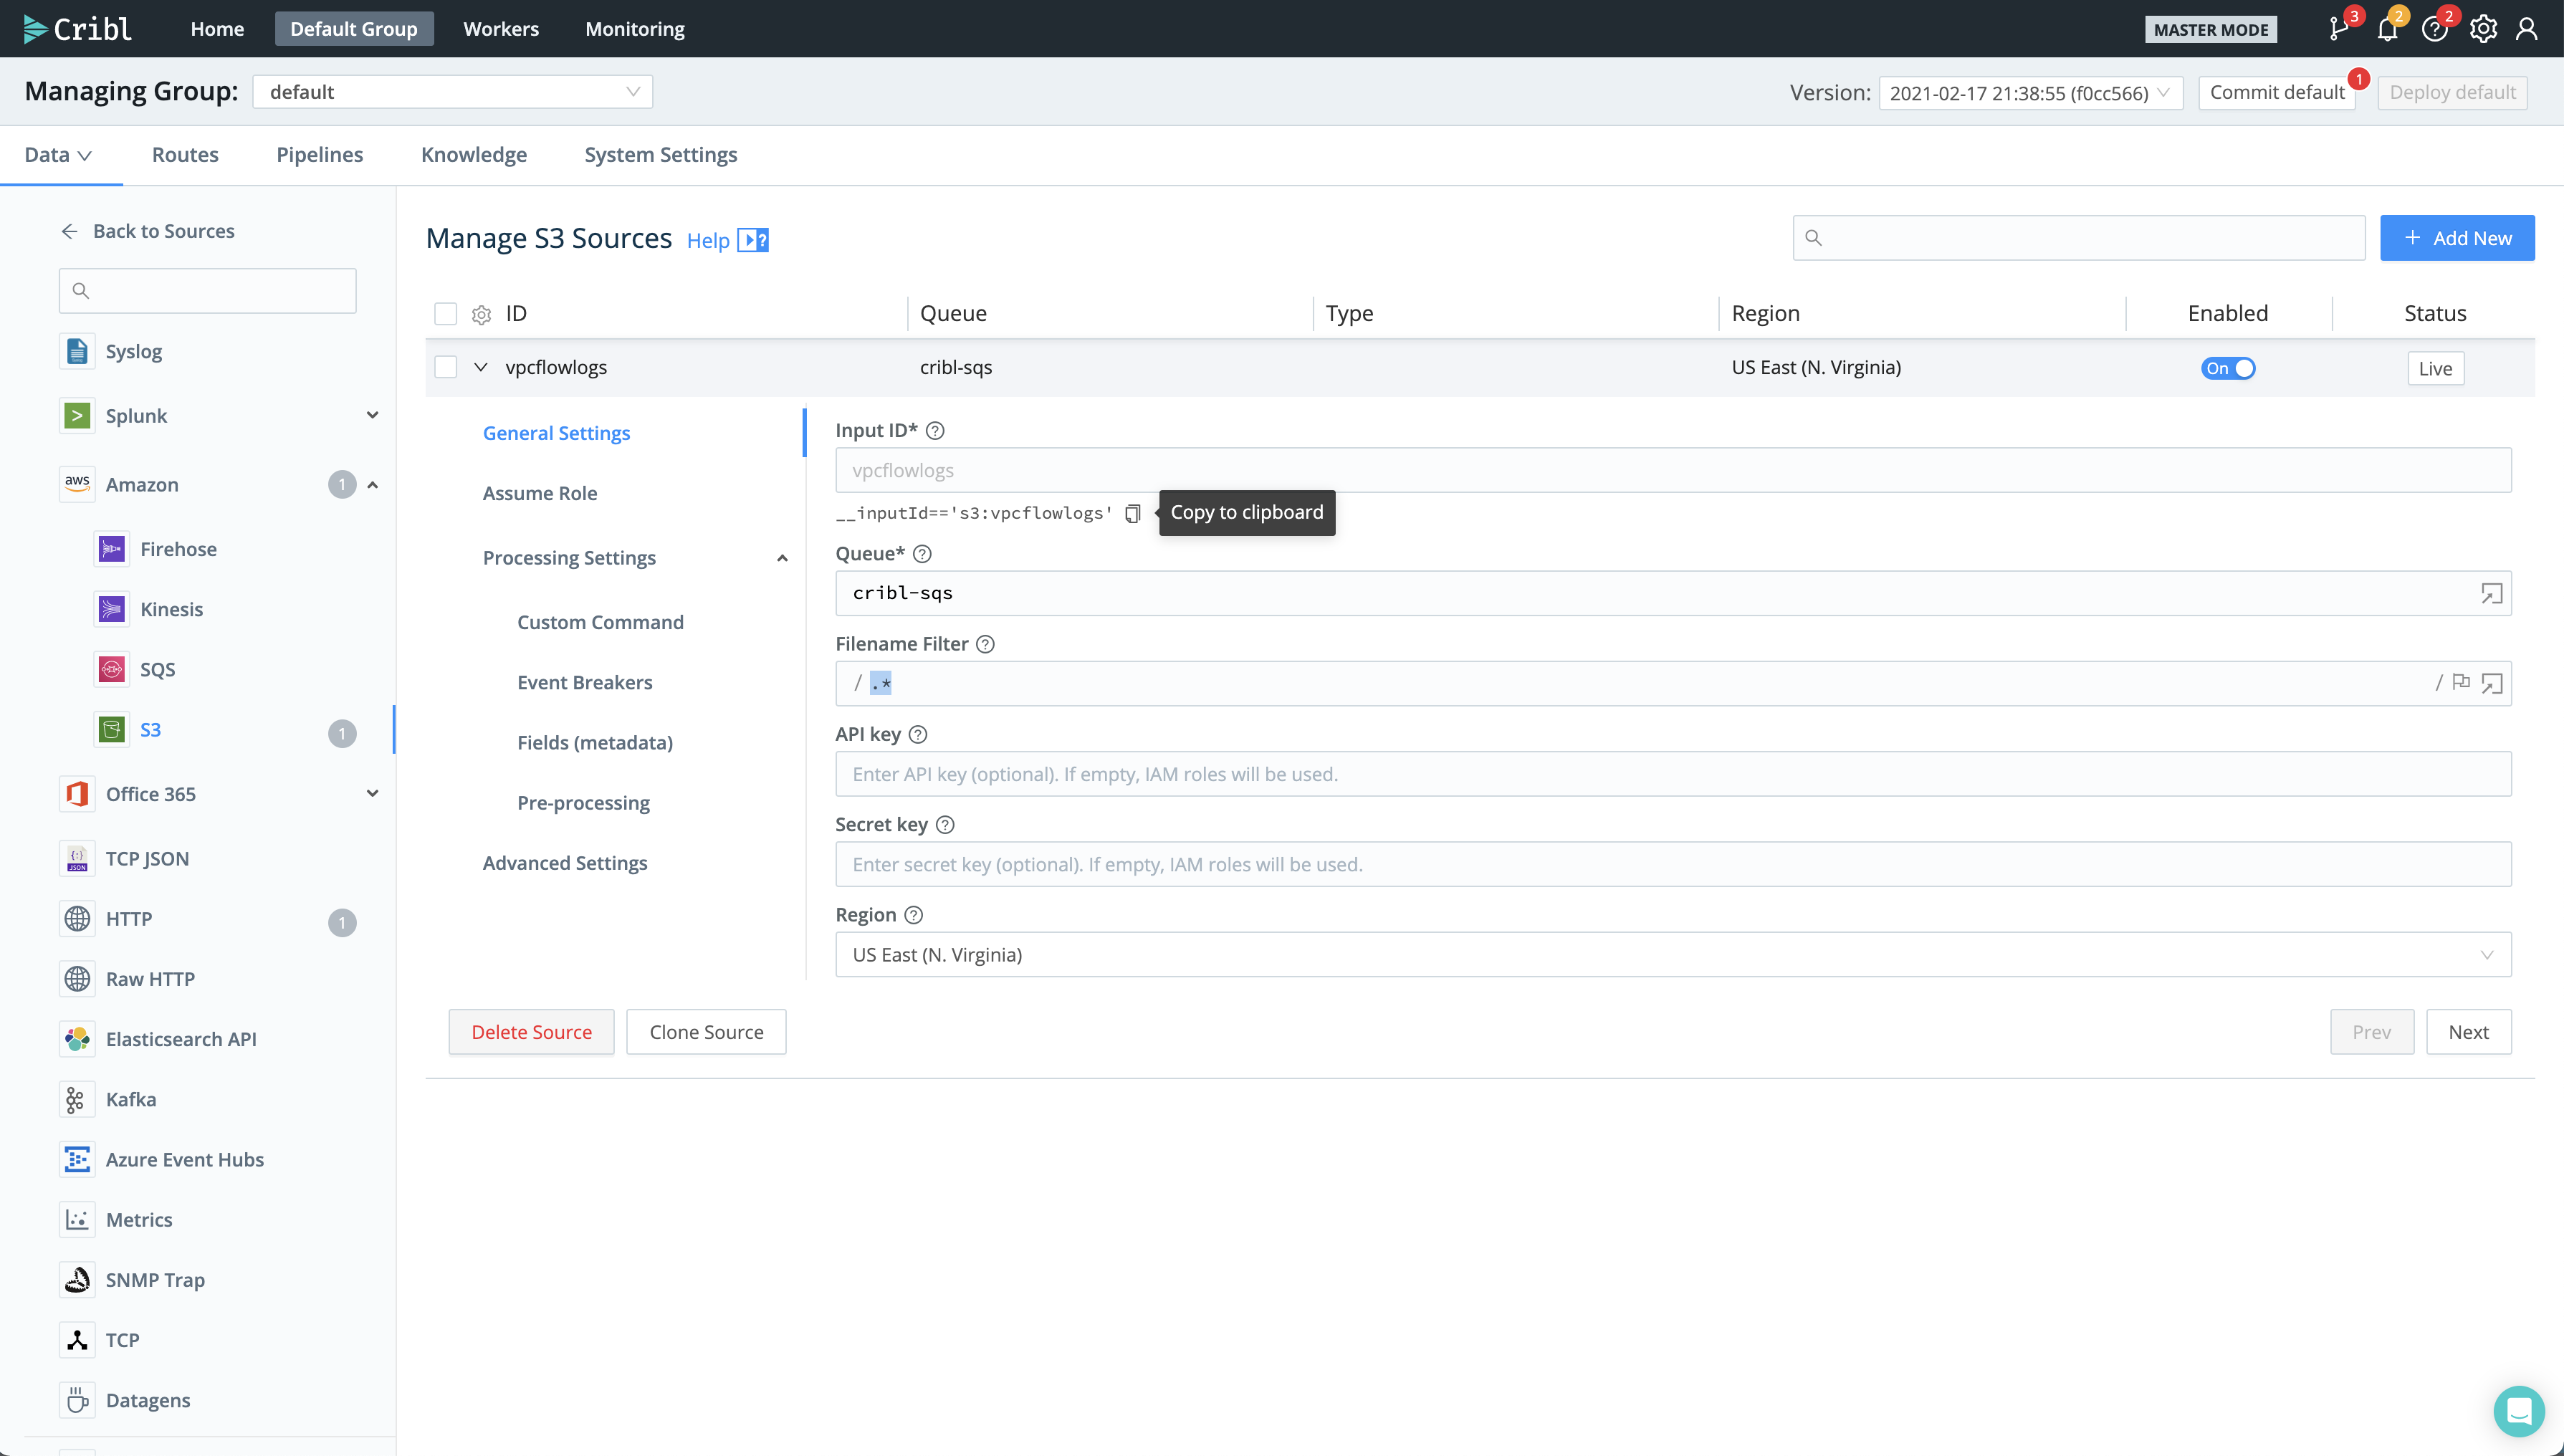 Cribl
Home
Default Group
Workers
Monitoring
MASTER MODE
3
2
2
Managing Group:
default
Version:
2021-02-17 21:38:55 (f0cc566)
Commit default
1
Deploy default
Data
Routes
Pipelines
Knowledge
System Settings
Back to Sources
Syslog
Splunk
aws
Amazon
1
Firehose
Kinesis
SQS
S3
1
Office 365
JSON
TCP JSON
HTTP
1
Raw HTTP
Elasticsearch API
Kafka
Azure Event Hubs
Metrics
SNMP Trap
TCP
Datagens
Manage S3 Sources
Help
+ Add New
ID
Queue
Type
Region
Enabled
Status
vpcflowlogs
cribl-sqs
US East (N. Virginia)
On
Live
General Settings
Assume Role
Processing Settings
Custom Command
Event Breakers
Fields (metadata)
Pre-processing
Advanced Settings
Input ID*
vpcflowlogs
__inputId=='s3:vpcflowlogs'
Copy to clipboard
Queue*
cribl-sqs
Filename Filter
/ .* /
API key
Enter API key (optional). If empty, IAM roles will be used.
Secret key
Enter secret key (optional). If empty, IAM roles will be used.
Region
US East (N. Virginia)
Delete Source
Clone Source
Prev
Next